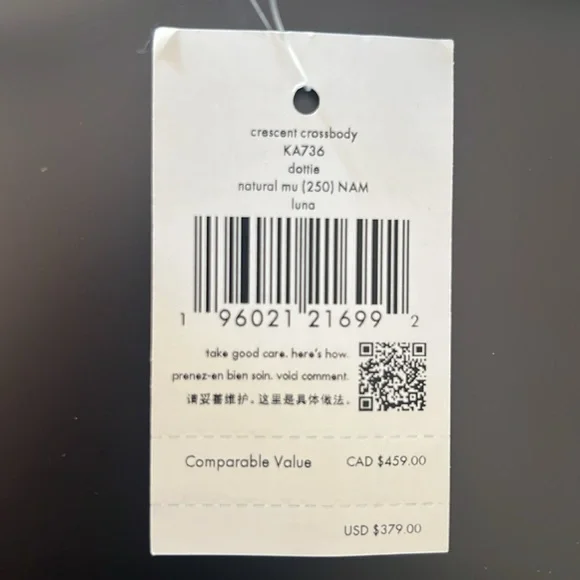 crescent crossbody
KA736
dottie
natural mu (250) NAM
luna
1 96021 21699 2
take good care. here's how.
prenez-en bien soin. voici comment.
请妥善维护。这里是具体做法。
Comparable Value CAD $459.00
USD $379.00